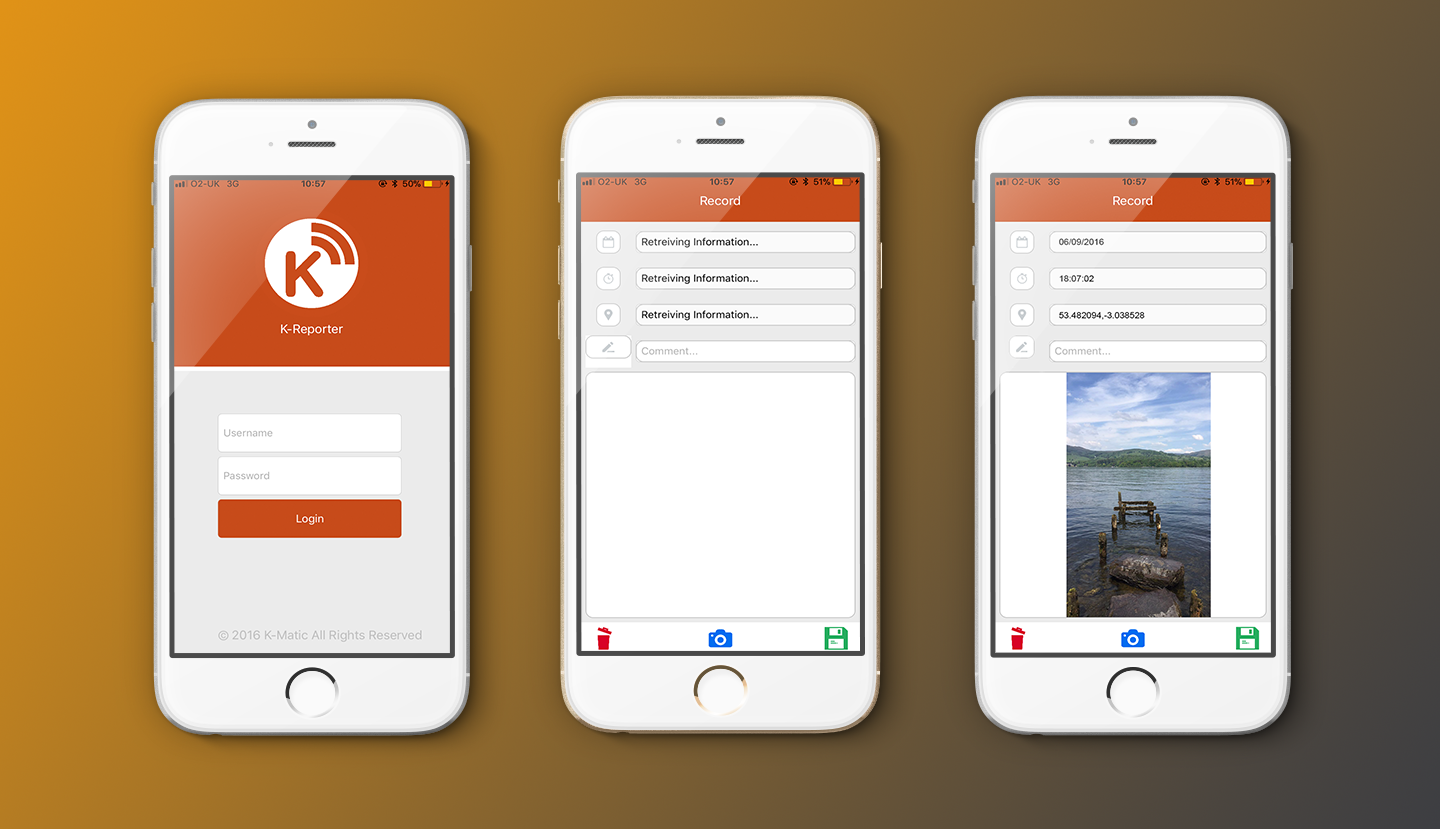 O2-UK 3G 10:57 50%
K
K-Reporter
Username
Password
Login
© 2016 K-Matic All Rights Reserved
O2-UK 3G 10:57 51%
Record
Retreiving Information...
Retreiving Information...
Retreiving Information...
Comment...
O2-UK 3G 10:57 51%
Record
06/09/2016
18:07:02
53.482094,-3.038528
Comment...